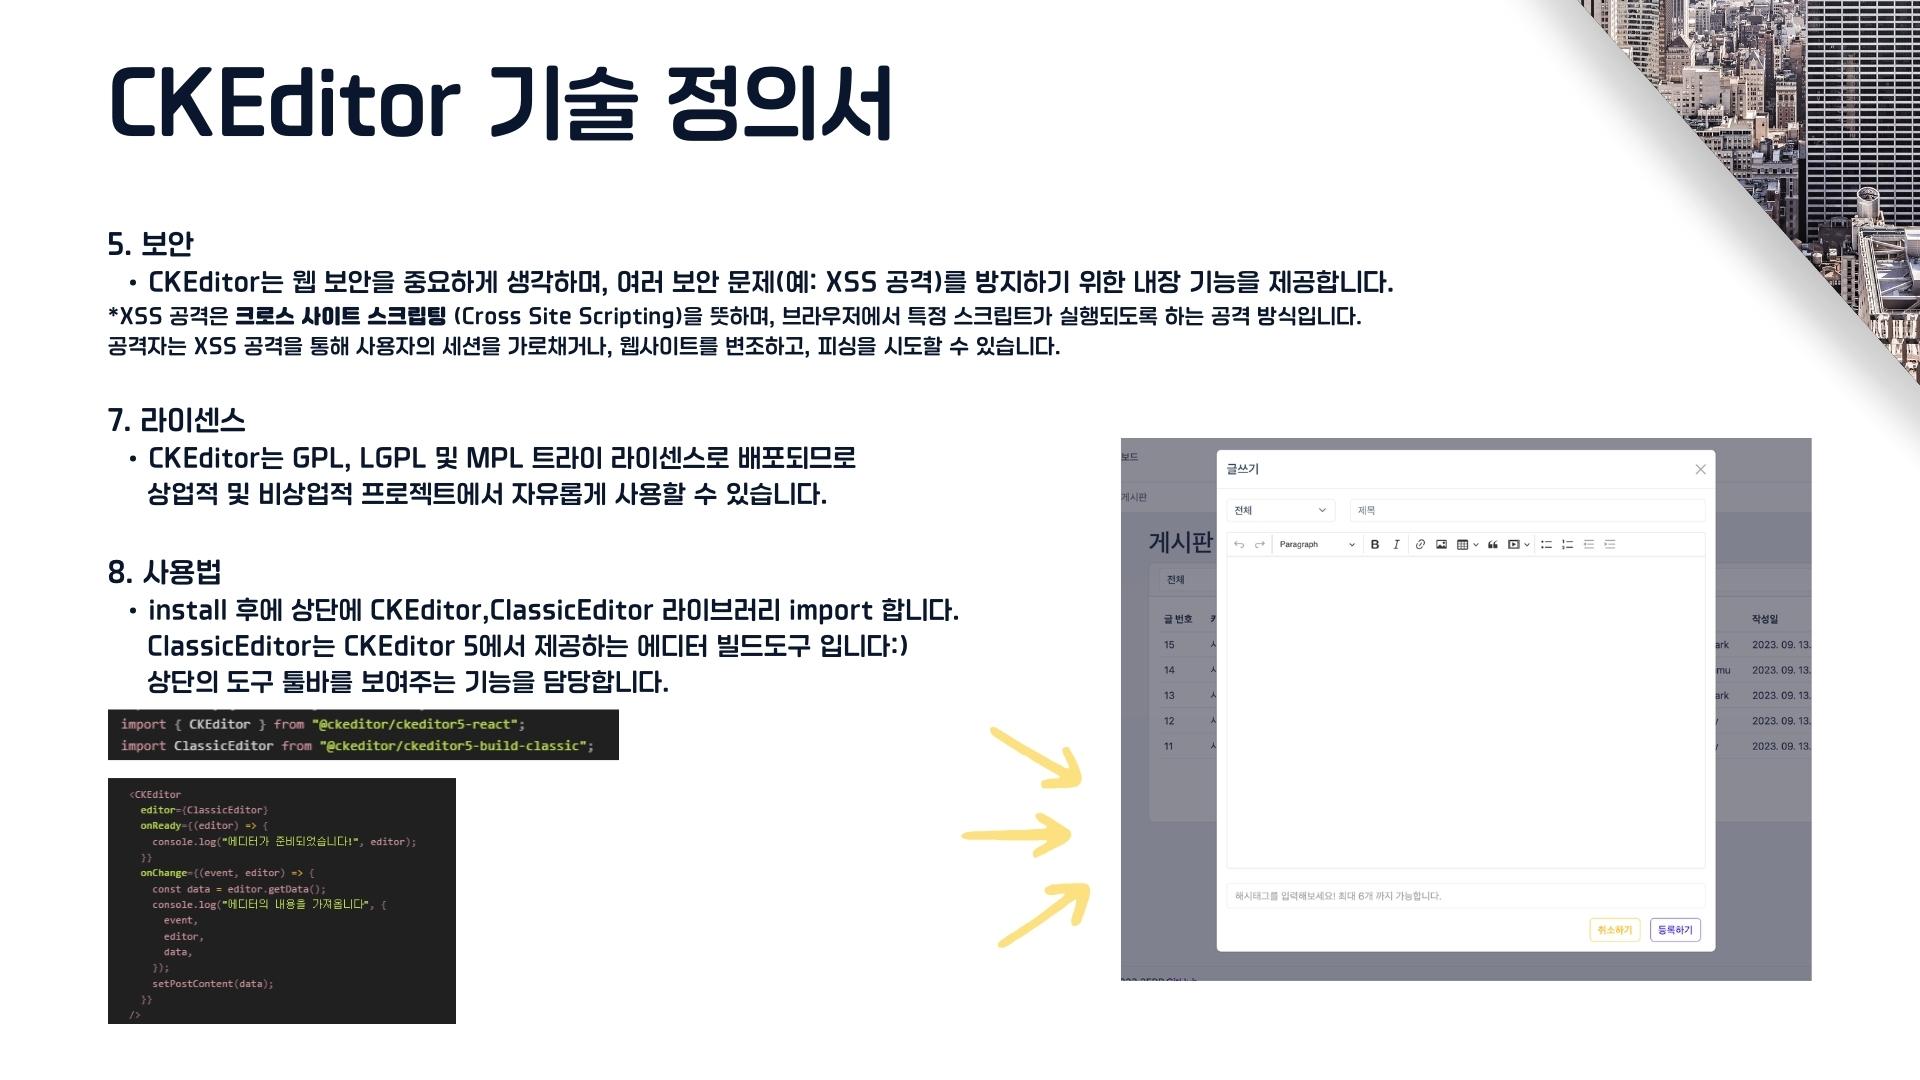 CKEditor 기술 정의서
5. 보안
• CKEditor는 웹 보안을 중요하게 생각하며, 여러 보안 문제(예: XSS 공격)를 방지하기 위한 내장 기능을 제공합니다.
*XSS 공격은 크로스 사이트 스크립팅 (Cross Site Scripting)을 뜻하며, 브라우저에서 특정 스크립트가 실행되도록 하는 공격 방식입니다.
공격자는 XSS 공격을 통해 사용자의 세션을 가로채거나, 웹사이트를 변조하고, 피싱을 시도할 수 있습니다.
7. 라이센스
• CKEditor는 GPL, LGPL 및 MPL 트라이 라이센스로 배포되므로
상업적 및 비상업적 프로젝트에서 자유롭게 사용할 수 있습니다.
8. 사용법
• install 후에 상단에 CKEditor,ClassicEditor 라이브러리 import 합니다.
ClassicEditor는 CKEditor 5에서 제공하는 에디터 빌드도구 입니다:)
상단의 도구 툴바를 보여주는 기능을 담당합니다.
import { CKEditor } from "@ckeditor/ckeditor5-react";
import ClassicEditor from "@ckeditor/ckeditor5-build-classic";
<CKEditor
editor={ClassicEditor}
onReady={(editor) => {
console.log("에디터가 준비되었습니다!", editor);
}}
onChange={(event, editor) => {
const data = editor.getData();
console.log("에디터의 내용을 가져옵니다", {
event,
editor,
data,
});
setPostContent(data);
}}
/>
보드
게시판
게시판
전체
글 번호
작성일
15 ark 2023. 09. 13.
14 mu 2023. 09. 13.
13 ark 2023. 09. 13.
12 2023. 09. 13.
11 2023. 09. 13.
글쓰기
전체 제목
Paragraph B I
해시태그를 입력해보세요! 최대 6개 까지 가능합니다.
취소하기 등록하기